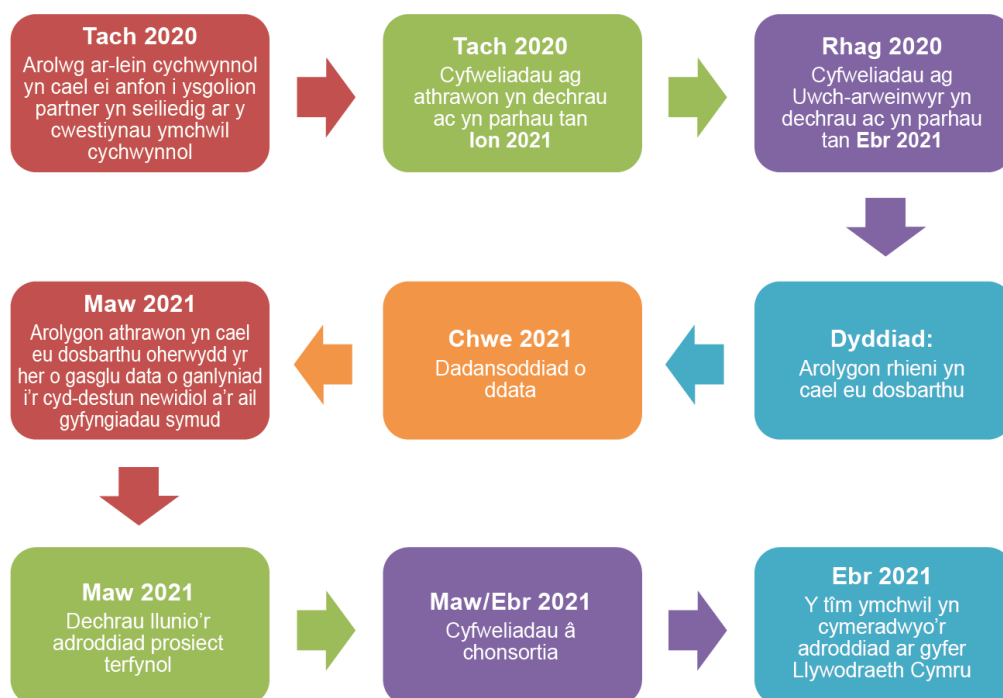 Tach 2020
Arolwg ar-lein cychwynnol
yn cael ei anfon i ysgolion
partner yn seiliedig ar y
cwestiynau ymchwil
cychwynnol
Tach 2020
Cyfweliadau ag
athrawon yn dechrau
ac yn parhau tan
Ion 2021
Rhag 2020
Cyfweliadau ag
Uwch-arweinwyr yn
dechrau ac yn parhau
tan Ebr 2021
Dyddiad:
Arolygon rhieni yn
cael eu dosbarthu
Chwe 2021
Dadansoddiad o
ddata
Maw 2021
Arolygon athrawon yn cael
eu dosbarthu oherwydd yr
her o gasglu data o ganlyniad
i'r cyd-destun newidiol a'r ail
gyfyngiadau symud
Maw 2021
Dechrau llunio'r
adroddiad prosiect
terfynol
Maw/Ebr 2021
Cyfweliadau â
chonsortia
Ebr 2021
Y tîm ymchwil yn
cymeradwyo'r
adroddiad ar gyfer
Llywodraeth Cymru